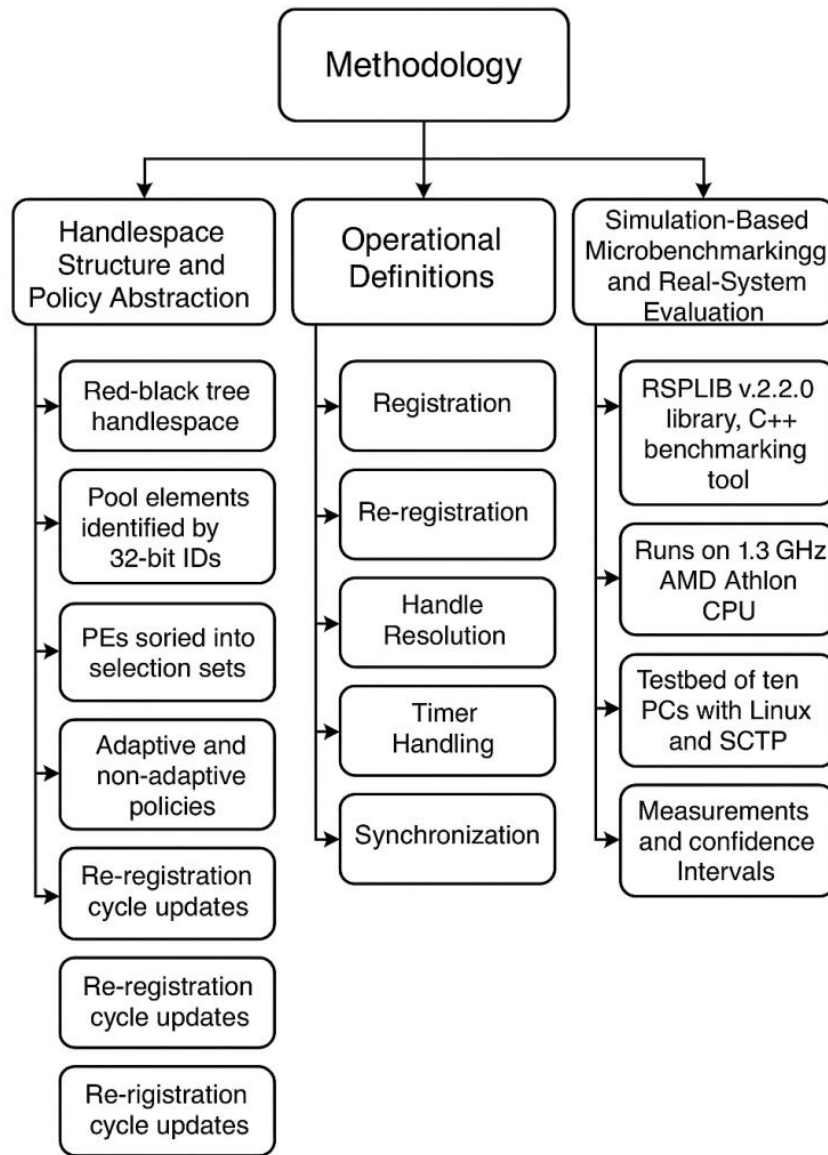 Methodology
Handlespace
Structure and
Policy Abstraction
Red-black tree
handlespace
Pool elements
identified by
32-bit IDs
PEs soried into
selection sets
Adaptive and
non-adaptive
policies
Re-registration
cycle updates
Re-registration
cycle updates
Re-rigistration
cycle updates
Operational
Definitions
Registration
Re-registration
Handle
Resolution
Timer
Handling
Synchronization
Simulation-Based
Microbenchmarkingg
and Real-System
Evaluation
RSPLIB v.2.2.0
library, C++
benchmarking
tool
Runs on 1.3 GHz
AMD Athlon
CPU
Testbed of ten
PCs with Linux
and SCTP
Measurements
and confidence
Intervals